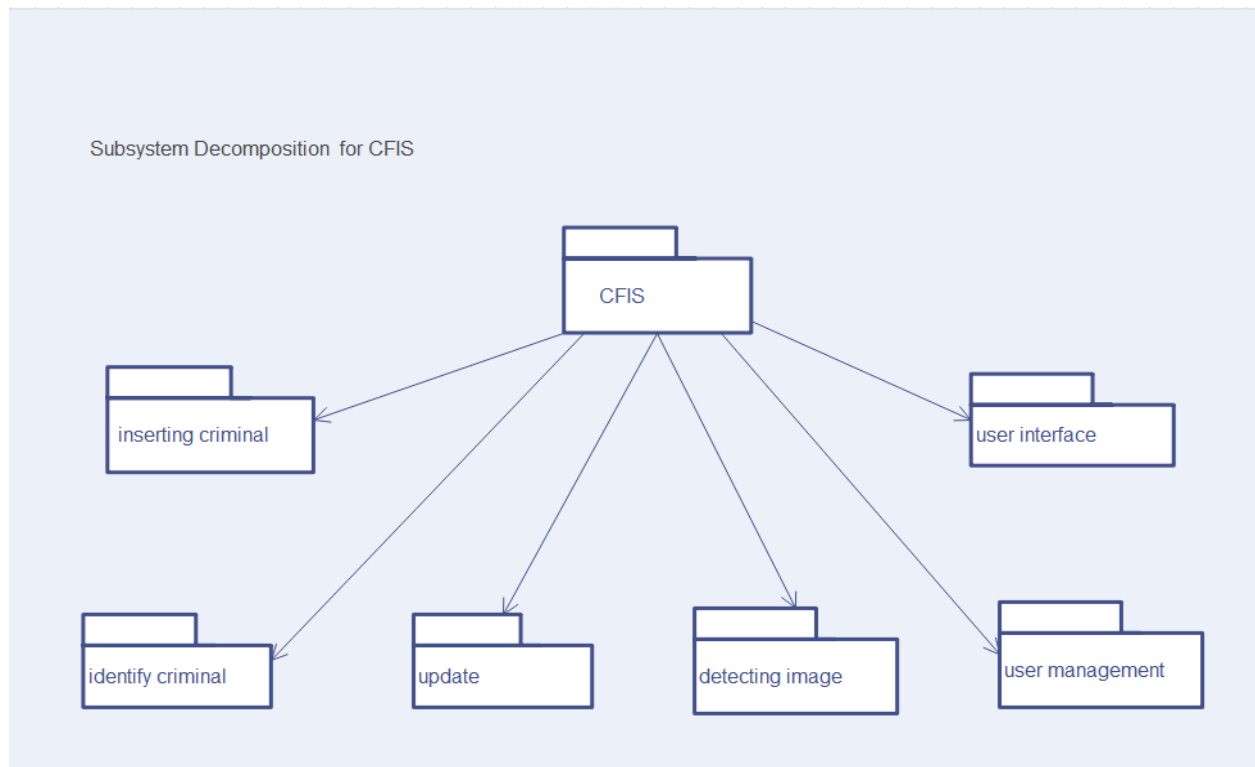 Subsystem Decomposition for CFIS
CFIS
inserting criminal
user interface
identify criminal
update
detecting image
user management